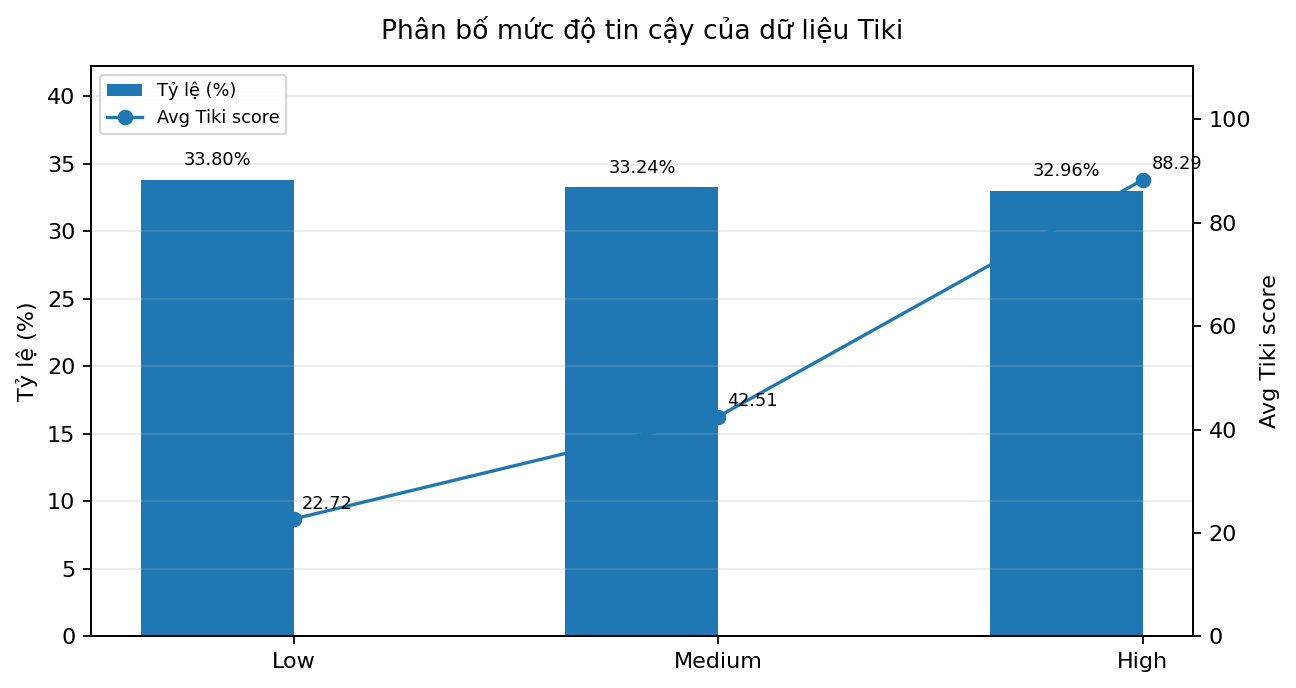 Phân bố mức độ tin cậy của dữ liệu Tiki
Tỷ lệ (%)
Avg Tiki score
40
35
30
25
20
15
10
5
0
Tỷ lệ (%)
33.80%
33.24%
32.96%
22.72
42.51
88.29
100
80
60
40
20
0
Avg Tiki score
Low
Medium
High